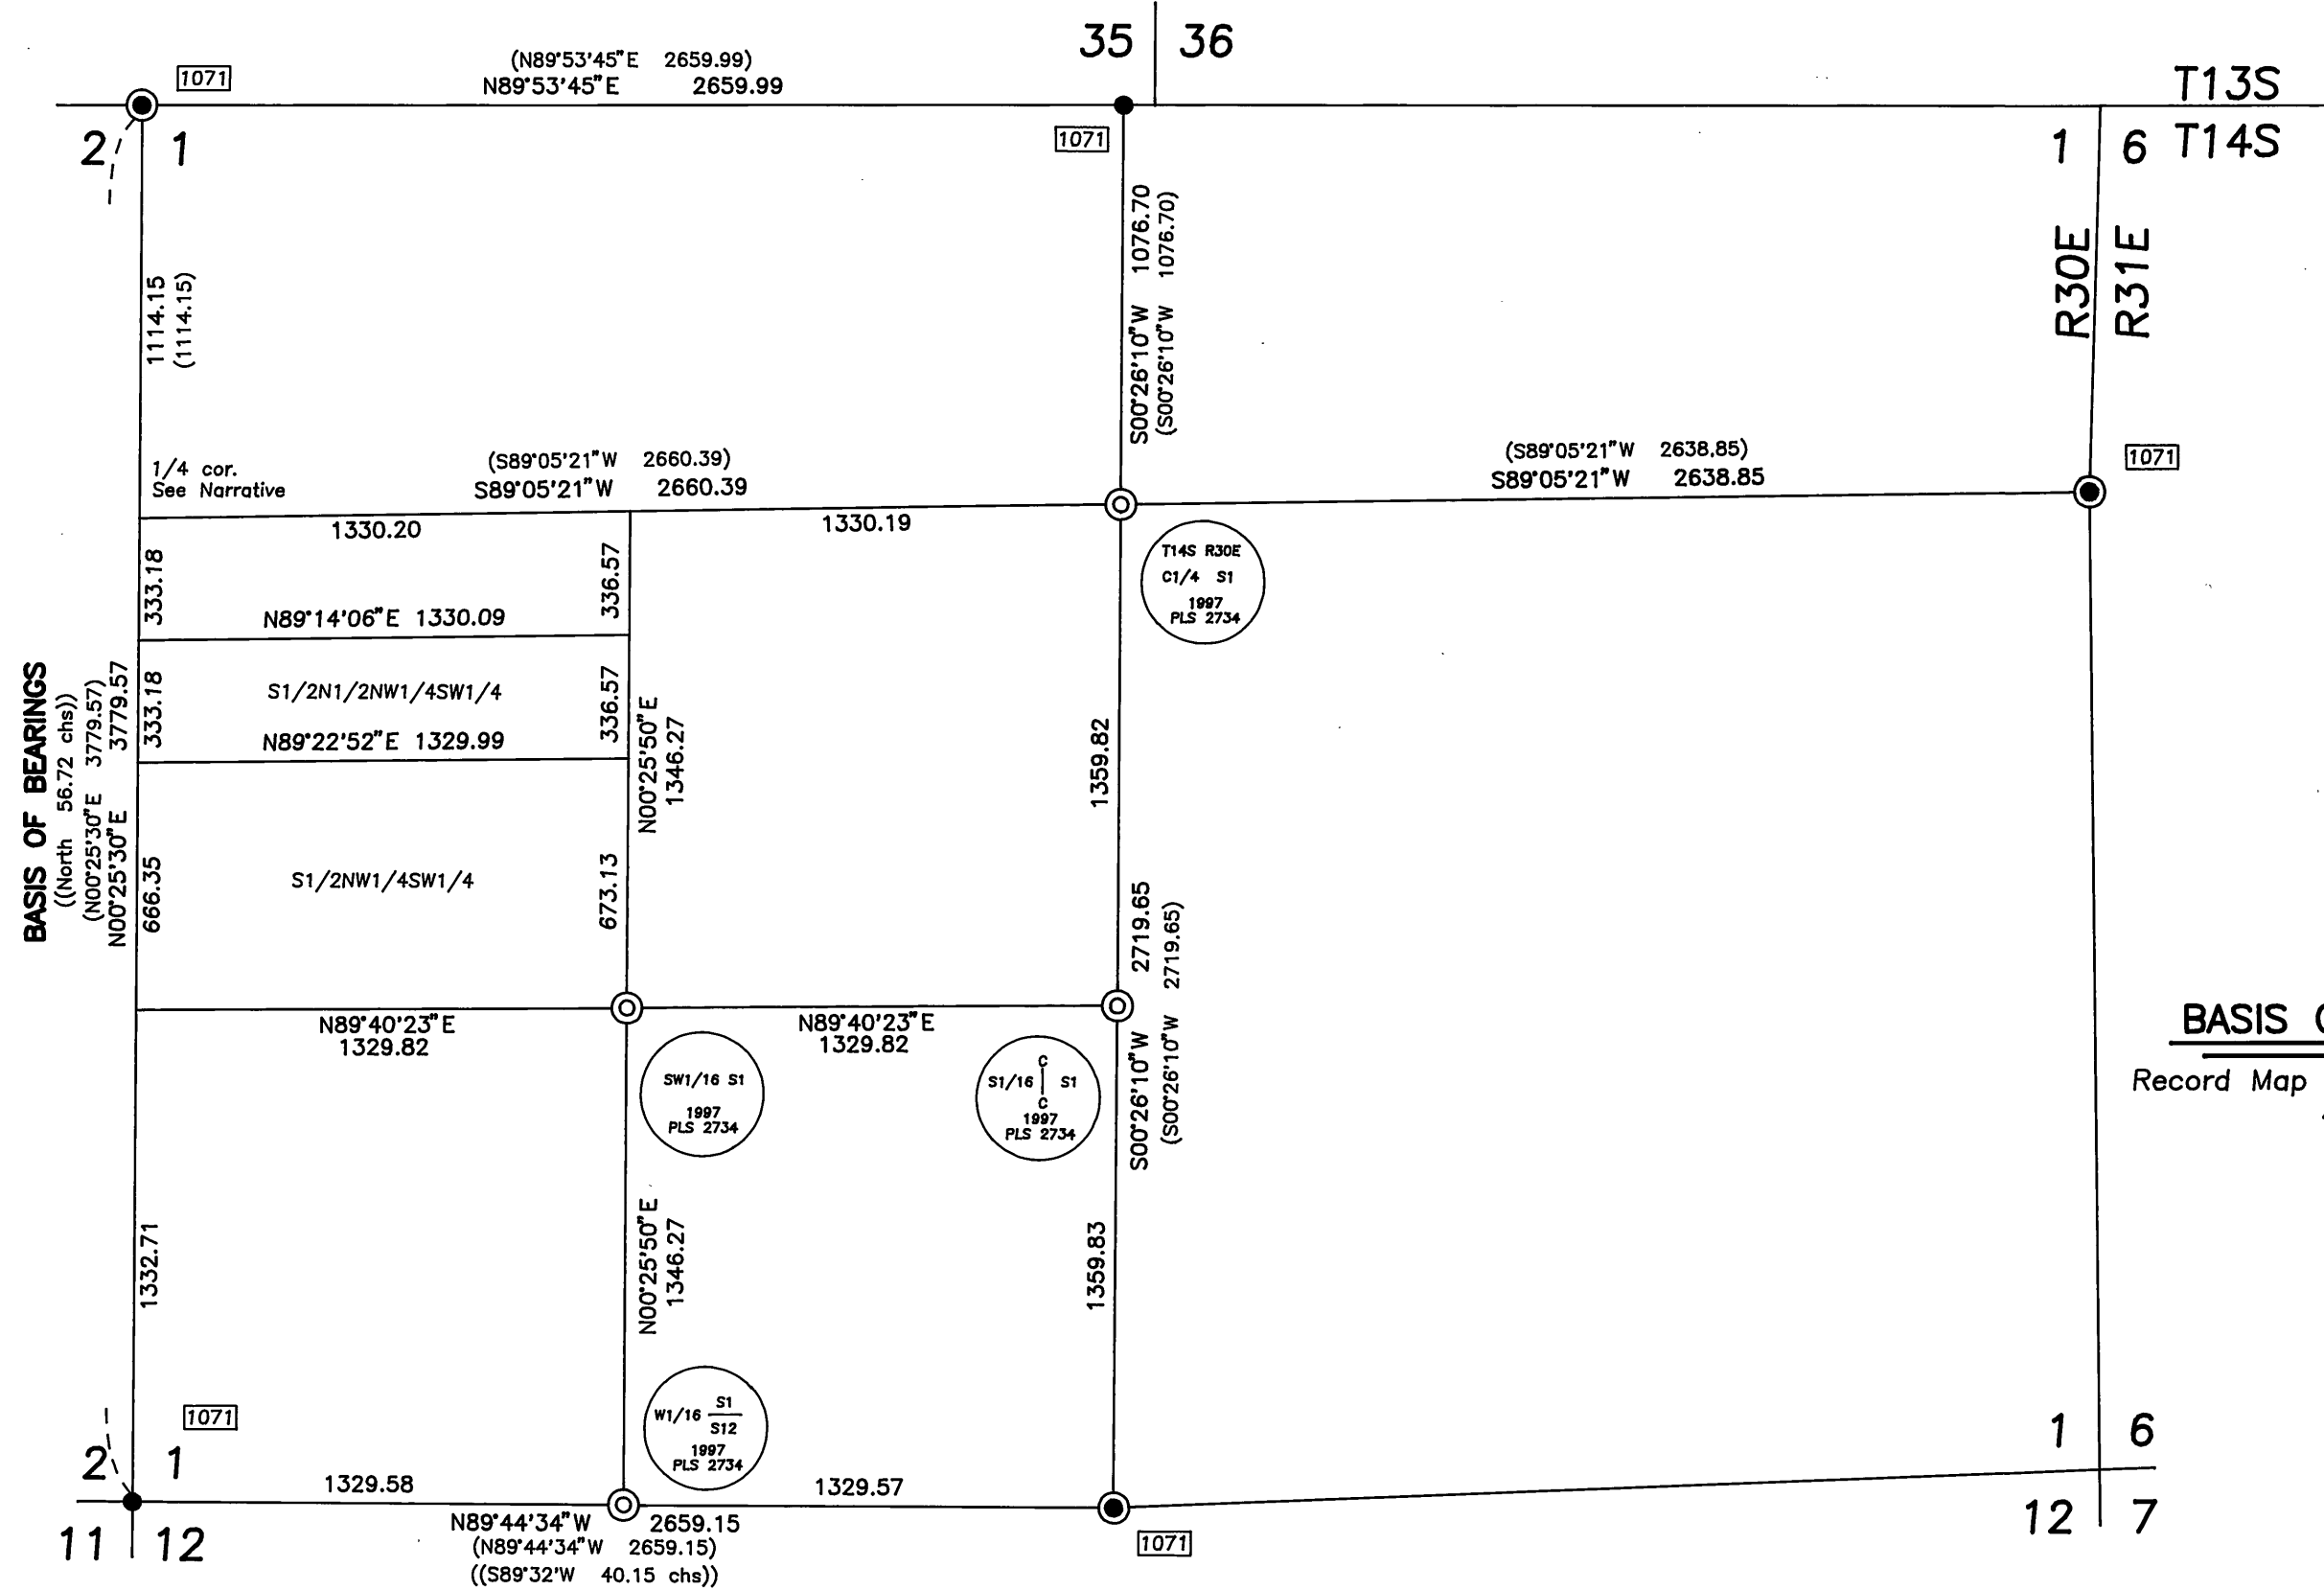 35 36
(N89°53'45"E 2659.99)
N89°53'45"E 2659.99
1071
T13S
2 1
1071
1 6 T14S
1114.15
(1114.15)
S00°26'10"W 1076.70
(S00°26'10"W 1076.70)
R30E
R31E
1/4 cor.
See Narrative
(S89°05'21"W 2660.39)
S89°05'21"W 2660.39
(S89°05'21"W 2638.85)
S89°05'21"W 2638.85
1071
1330.20
1330.19
T14S R30E
C1/4 S1
1997
PLS 2734
333.18
336.57
N89°14'06"E 1330.09
BASIS OF BEARINGS
((North 56.72 chs))
(N00°25'30"E 3779.57)
N00°25'30"E 3779.57
333.18
S1/2N1/2NW1/4SW1/4
336.57
N89°22'52"E 1329.99
N00°25'50"E
1346.27
1359.82
666.35
S1/2NW1/4SW1/4
673.13
S00°26'10"W 2719.65
(S00°26'10"W 2719.65)
N89°40'23"E
1329.82
N89°40'23"E
1329.82
BASIS
Record Map
SW1/16 S1
1997
PLS 2734
C
S1/16 S1
C
1997
PLS 2734
1332.71
N00°25'50"E
1346.27
1359.83
W1/16 S1
S12
1997
PLS 2734
1071
2 1
1 6
1329.58
1329.57
N89°44'34"W 2659.15
(N89°44'34"W 2659.15)
((S89°32'W 40.15 chs))
11 12
1071
12 7